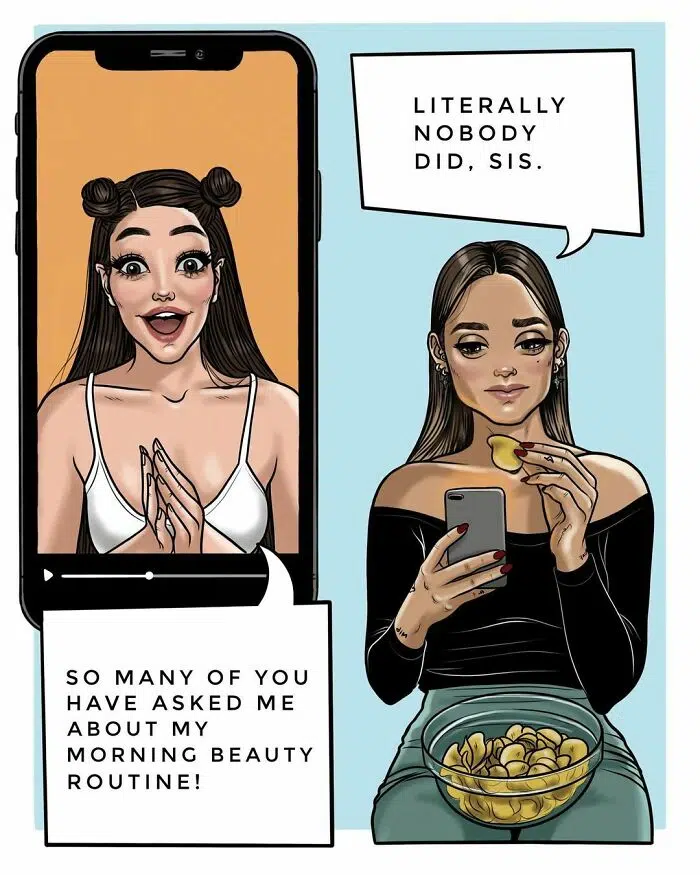 LITERALLY
NOBODY
DID, SIS.
SO MANY OF YOU
HAVE ASKED ME
ABOUT MY
MORNING BEAUTY
ROUTINE!